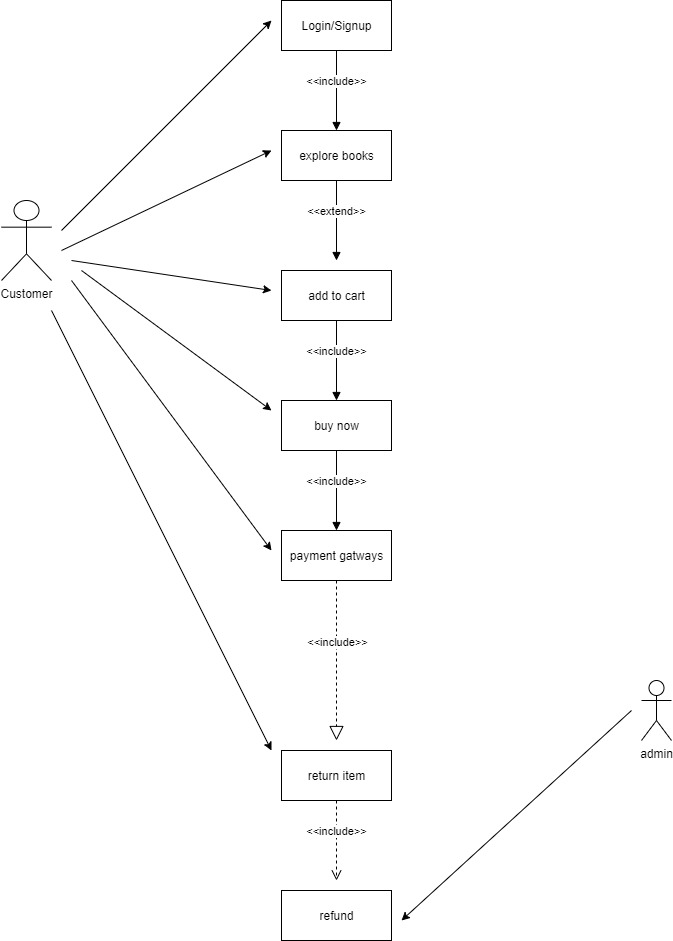 Login/Signup
<<include>>
explore books
<<extend>>
Customer
add to cart
<<include>>
buy now
<<include>>
payment gatways
<<include>>
admin
return item
<<include>>
refund